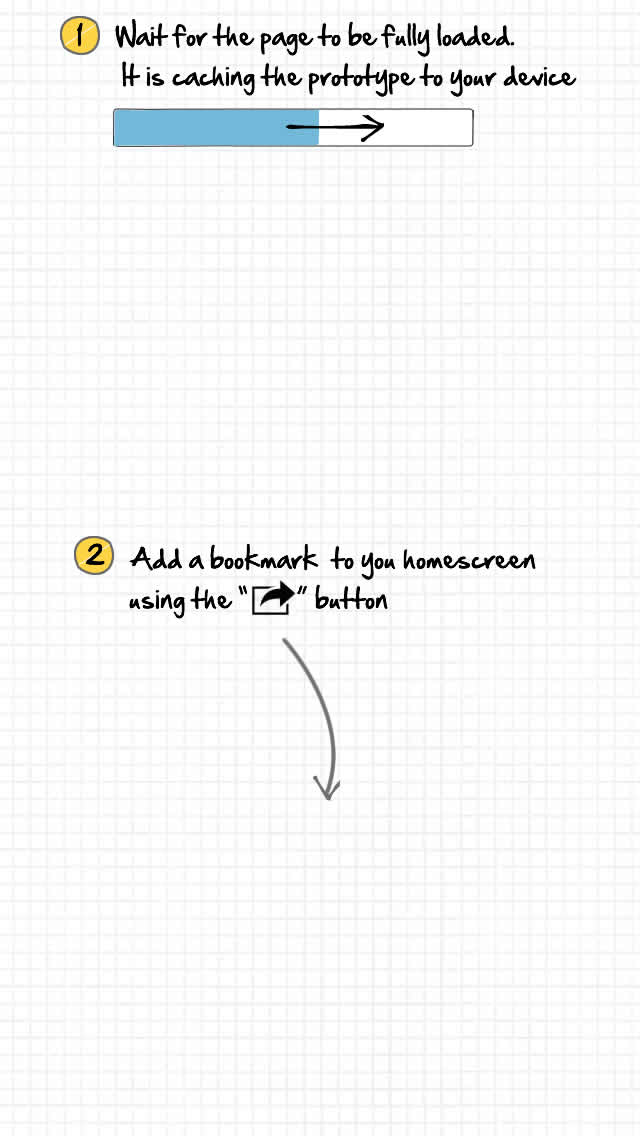 1 Wait for the page to be fully loaded.
It is caching the prototype to your device
2 Add a bookmark to you homescreen
using the "" button